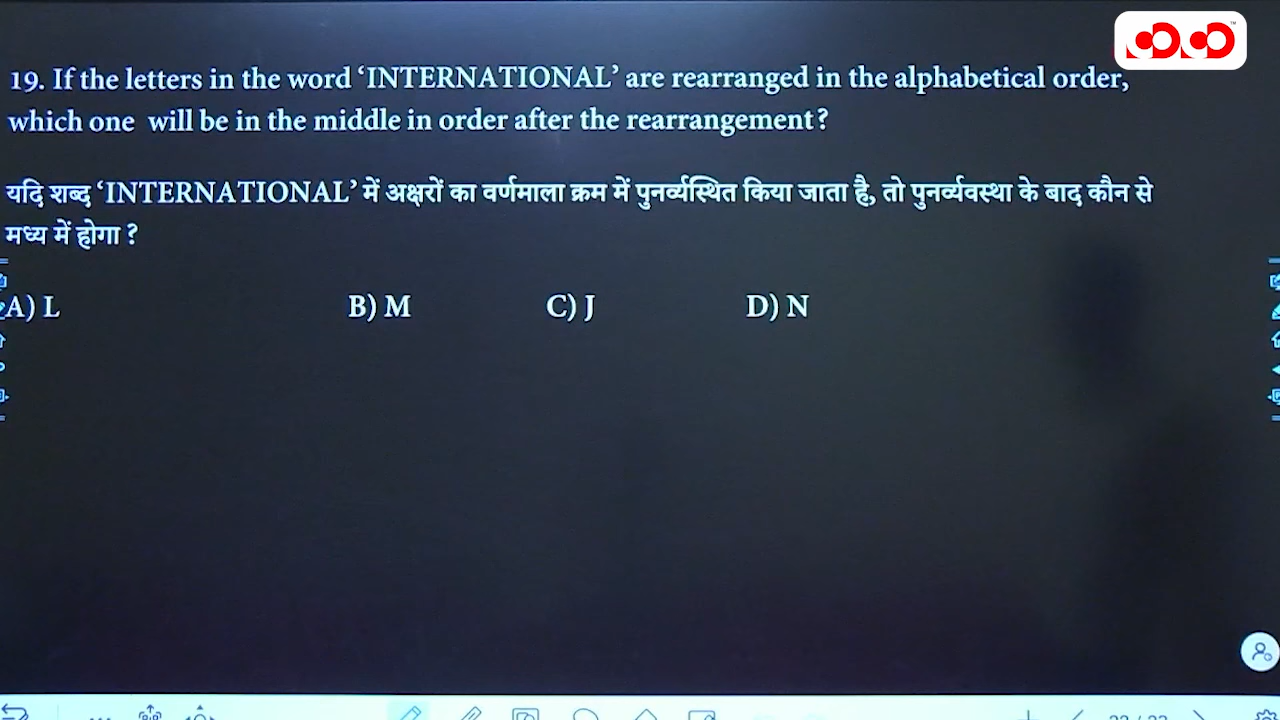 19. If the letters in the word ‘INTERNATIONAL’ are rearranged in the alphabetical order,
which one will be in the middle in order after the rearrangement?
यदि शब्द ‘INTERNATIONAL’ में अक्षरों का वर्णमाला क्रम में पुनर्व्यस्थित किया जाता है, तो पुनर्व्यवस्था के बाद कौन से
मध्य में होगा ?
A) L B) M C) J D) N